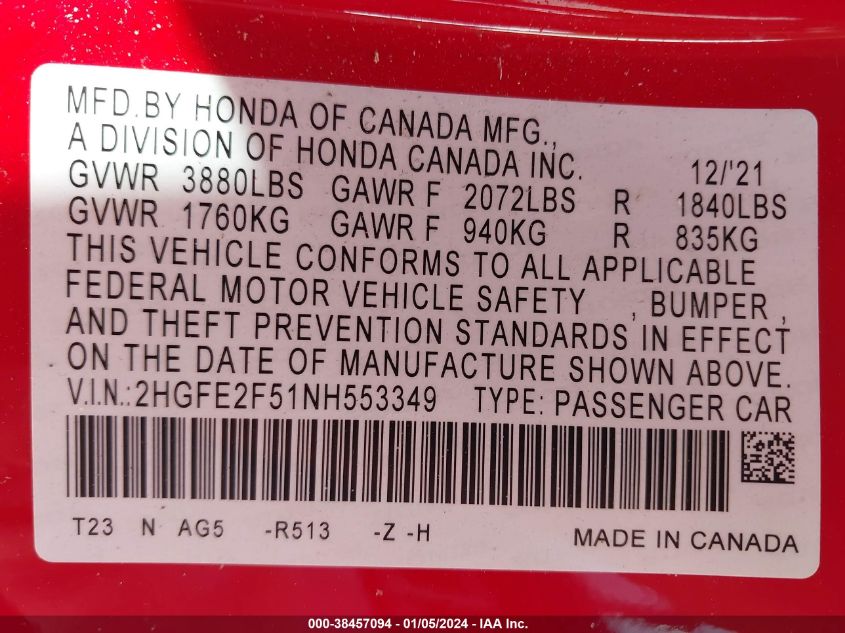 MFD.BY HONDA OF CANADA MFG.,
A DIVISION OF HONDA CANADA INC. 12/'21
GVWR 3880LBS GAWR F 2072LBS R 1840LBS
GVWR 1760KG GAWR F 940KG R 835KG
THIS VEHICLE CONFORMS TO ALL APPLICABLE
FEDERAL MOTOR VEHICLE SAFETY , BUMPER ,
AND THEFT PREVENTION STANDARDS IN EFFECT
ON THE DATE OF MANUFACTURE SHOWN ABOVE.
V.I.N.:2HGFE2F51NH553349 TYPE: PASSENGER CAR
T23 N AG5 -R513 -Z -H MADE IN CANADA
000-38457094 - 01/05/2024 - IAA Inc.